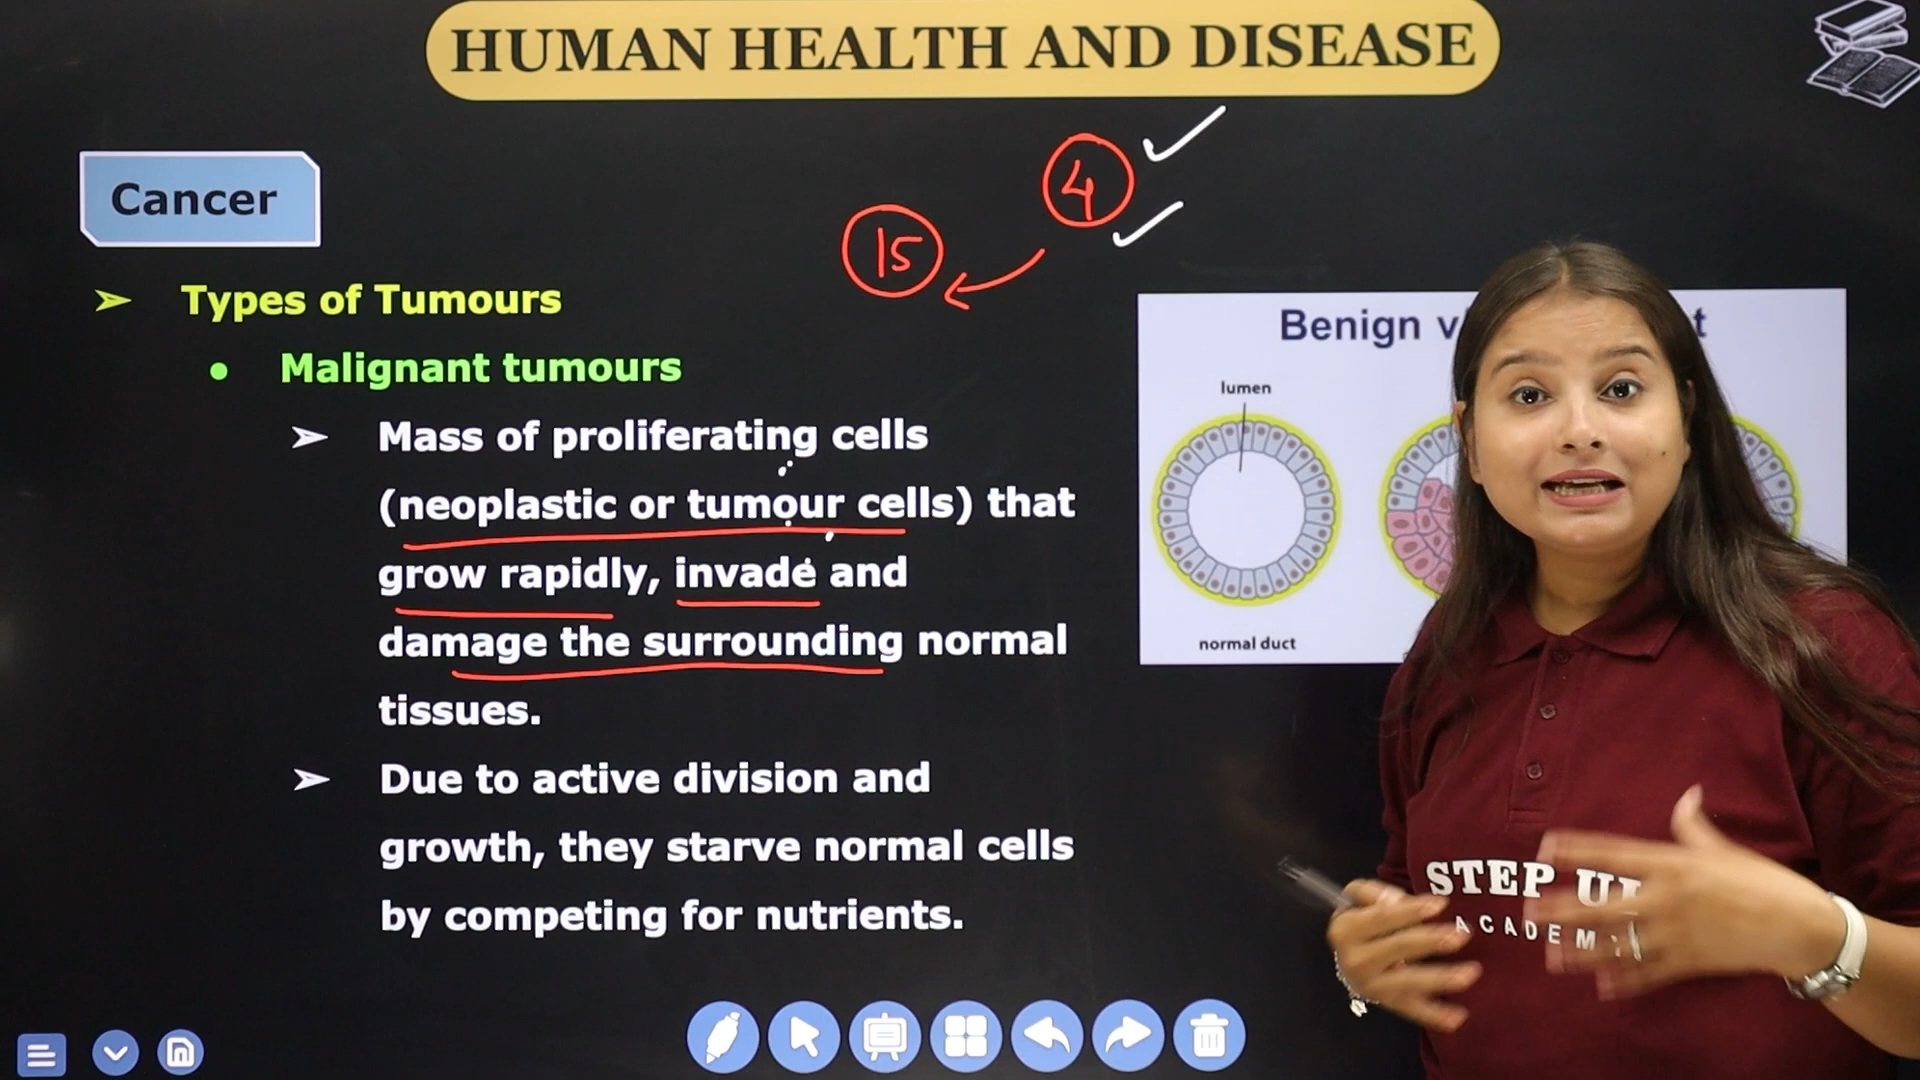 HUMAN HEALTH AND DISEASE
4
15
Cancer
Types of Tumours
Malignant tumours
Mass of proliferating cells
(neoplastic or tumour cells) that
grow rapidly, invade and
damage the surrounding normal
tissues.
Due to active division and
growth, they starve normal cells
by competing for nutrients.
Benign
lumen
normal duct
STEP
ACADEM